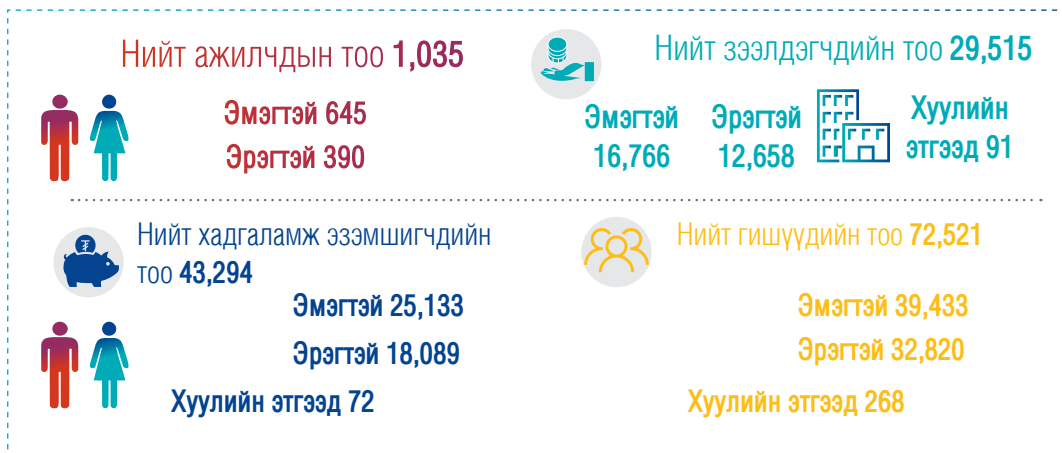 Нийт ажилчдын тоо 1,035
Эмэгтэй 645
Эрэгтэй 390
Нийт зээлдэгчдийн тоо 29,515
Эмэгтэй
16,766
Эрэгтэй
12,658
Хуулийн
этгээд 91
Нийт хадгаламж эзэмшигчдийн
тоо 43,294
Эмэгтэй 25,133
Эрэгтэй 18,089
Хуулийн этгээд 72
Нийт гишүүдийн тоо 72,521
Эмэгтэй 39,433
Эрэгтэй 32,820
Хуулийн этгээд 268